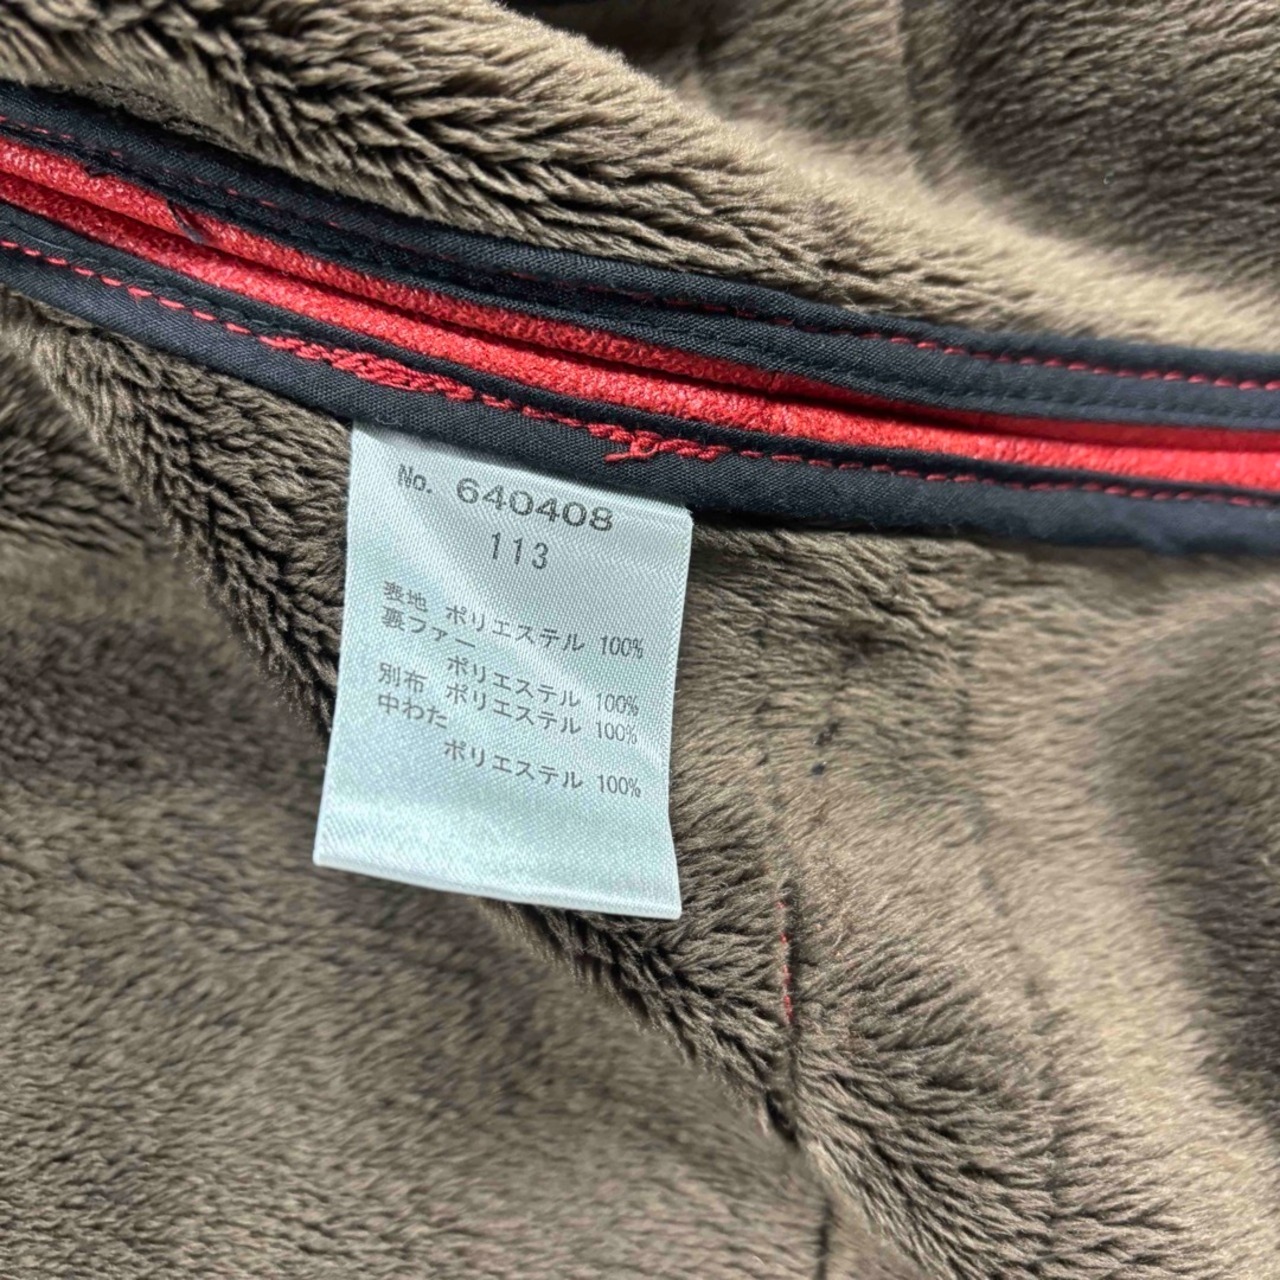 No. 640408
113
表地 ポリエステル 100%
裏ファー
ポリエステル 100%
別布 ポリエステル 100%
中わた
ポリエステル 100%